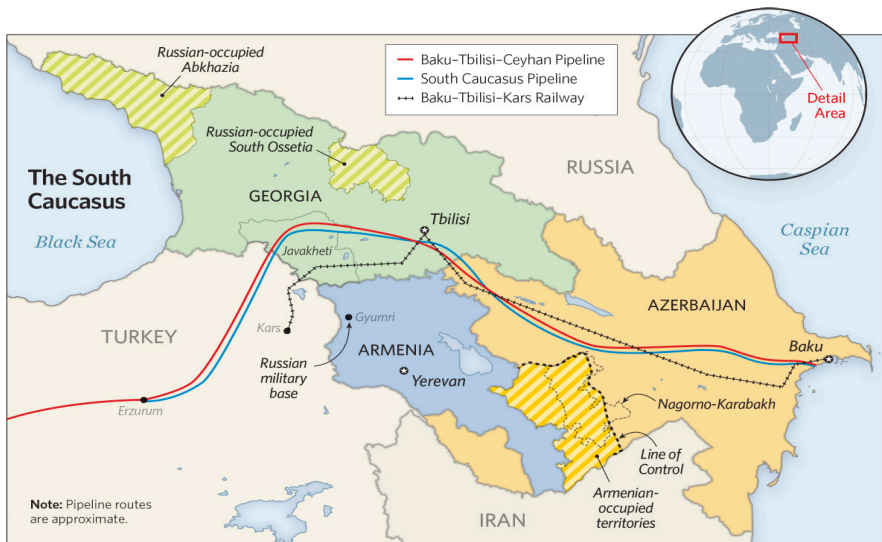 Russian-occupied
Abkhazia
Baku–Tbilisi–Ceyhan Pipeline
South Caucasus Pipeline
Baku–Tbilisi–Kars Railway
Detail
Area
Russian-occupied
South Ossetia
The South
Caucasus
RUSSIA
GEORGIA
Tbilisi
Black Sea
Caspian
Sea
Javakheti
AZERBAIJAN
TURKEY
Kars
Gyumri
Baku
ARMENIA
Russian
military
base
Yerevan
Erzurum
Nagorno-Karabakh
Line of
Control
Note: Pipeline routes
are approximate.
Armenian-
occupied
territories
IRAN